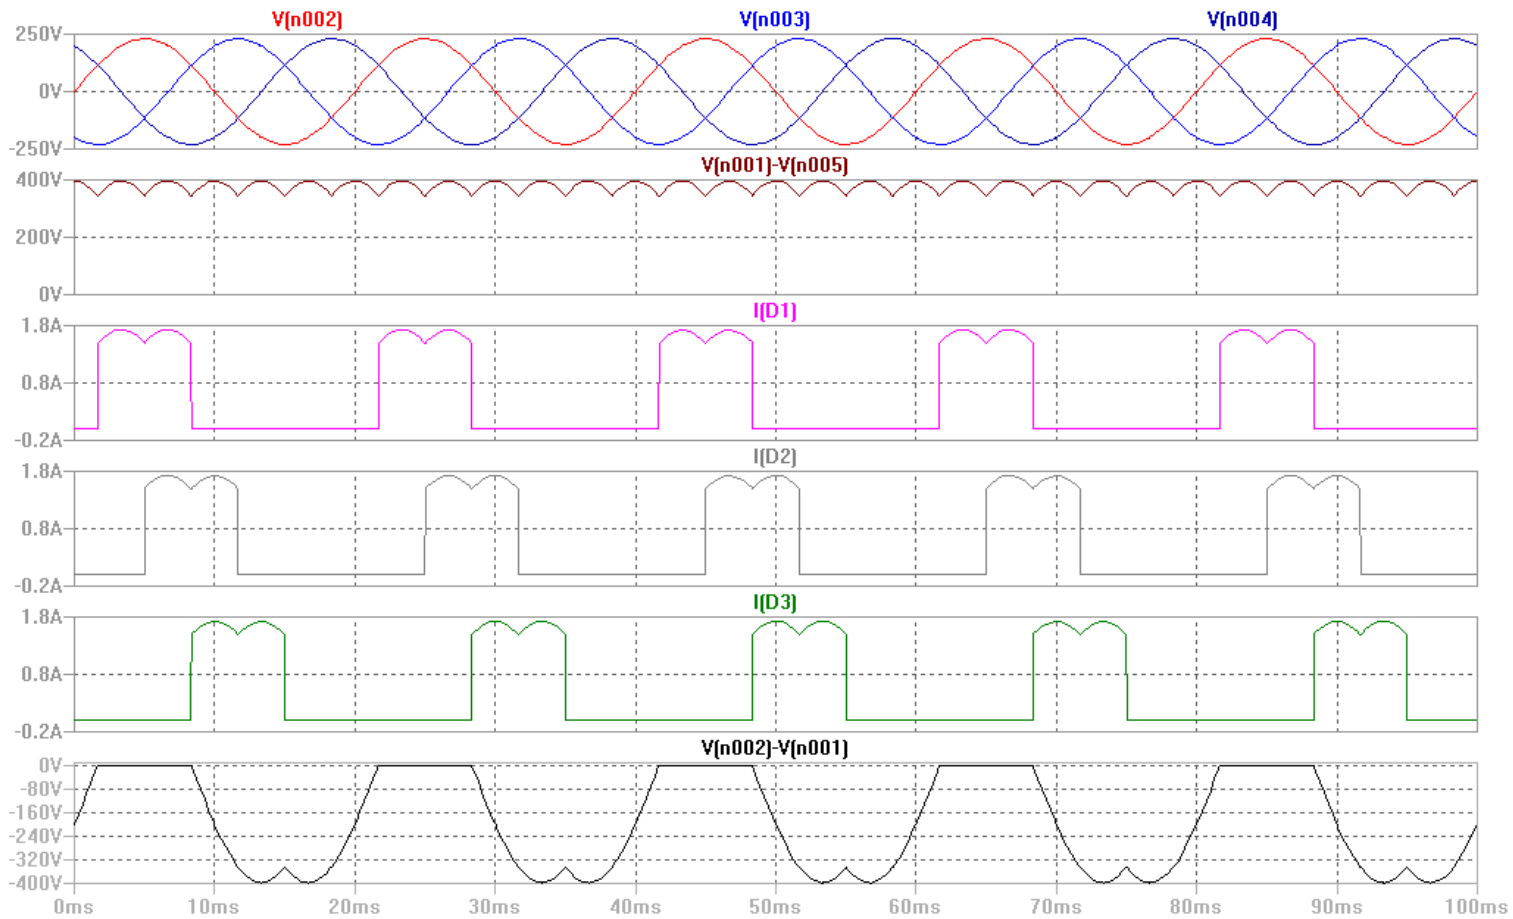 V(n002) V(n003) V(n004)
250V
0V
-250V
V(n001)-V(n005)
400V
200V
0V
I(D1)
1.8A
0.8A
-0.2A
I(D2)
1.8A
0.8A
-0.2A
I(D3)
1.8A
0.8A
-0.2A
V(n002)-V(n001)
0V
-80V
-160V
-240V
-320V
-400V
0ms 10ms 20ms 30ms 40ms 50ms 60ms 70ms 80ms 90ms 100ms